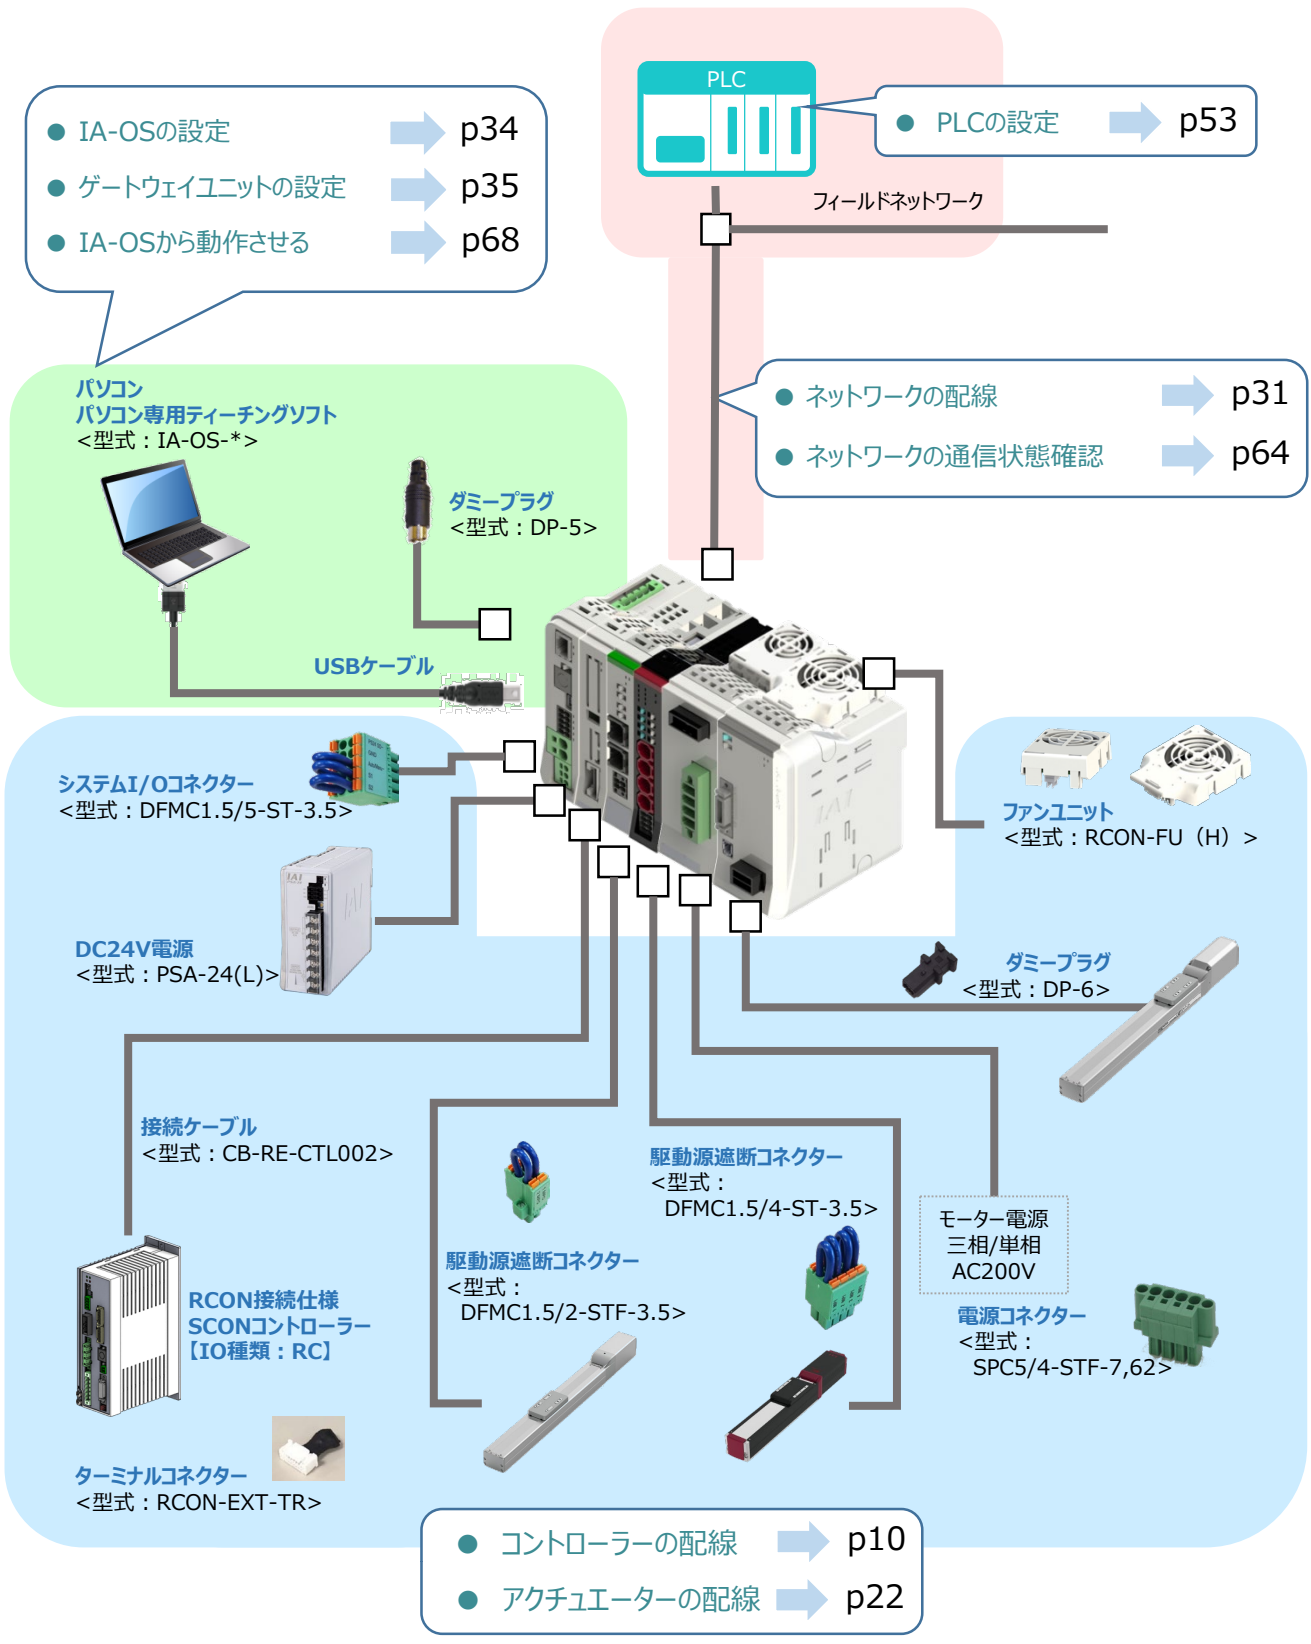 PLC
● PLCの設定 p53
フィールドネットワーク
● IA-OSの設定 p34
● ゲートウェイユニットの設定 p35
● IA-OSから動作させる p68
● ネットワークの配線 p31
● ネットワークの通信状態確認 p64
パソコン
パソコン専用ティーチングソフト
<型式：IA-OS-*>
ダミープラグ
<型式：DP-5>
USBケーブル
システムI/Oコネクター
<型式：DFMC1.5/5-ST-3.5>
ファンユニット
<型式：RCON-FU（H）>
IAI
DC24V電源
<型式：PSA-24(L)>
ダミープラグ
<型式：DP-6>
接続ケーブル
<型式：CB-RE-CTL002>
駆動源遮断コネクター
<型式：
DFMC1.5/4-ST-3.5>
モーター電源
三相/単相
AC200V
駆動源遮断コネクター
<型式：
DFMC1.5/2-STF-3.5>
RCON接続仕様
SCONコントローラー
【IO種類：RC】
電源コネクター
<型式：
SPC5/4-STF-7,62>
ターミナルコネクター
<型式：RCON-EXT-TR>
● コントローラーの配線 p10
● アクチュエーターの配線 p22